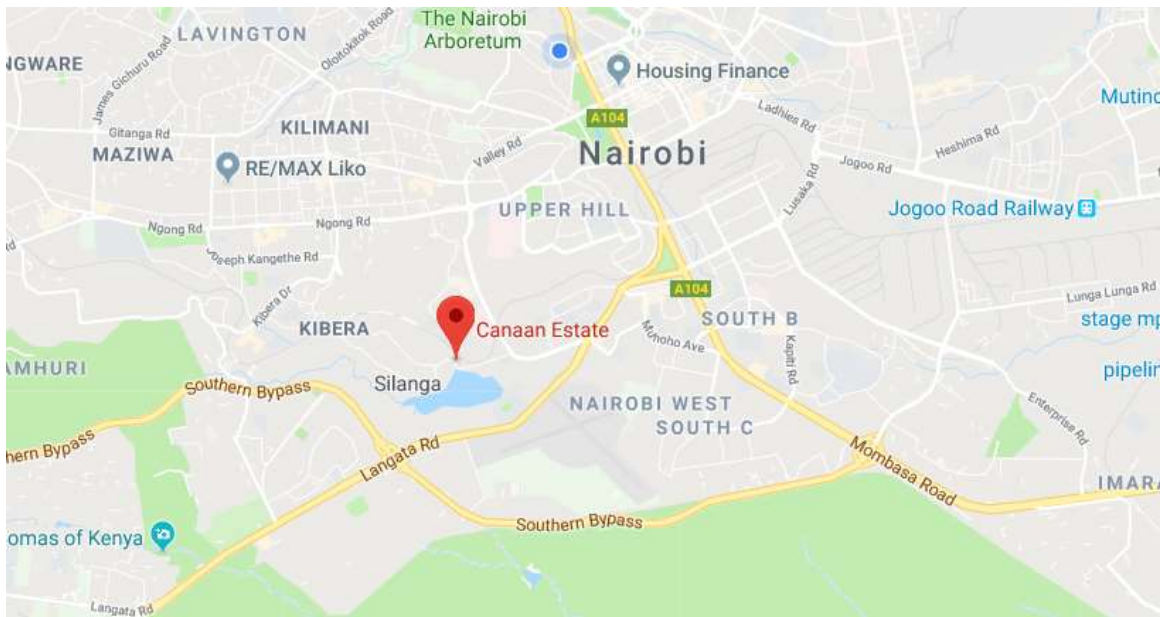 The Nairobi
Arboretum
LAVINGTON
Oloitokitok Road
NGWARE
James Gichuru Road
Housing Finance
Mutind
Ladhies Rd
A104
KILIMANI
Gitanga Rd
MAZIWA
Valley Rd
Nairobi
Heshima Rd
Jogoo Rd
RE/MAX Liko
Lusaka Rd
UPPER HILL
Jogoo Road Railway
Ngong Rd
Ngong Rd
Joseph Kangethe Rd
A104
Lunga Lunga Rd
Kibera Dr
KIBERA
Canaan Estate
SOUTH B
stage mp
Muhoho Ave
Kapiti Rd
AMHURI
Silanga
pipelin
Southern Bypass
NAIROBI WEST
SOUTH C
Enterprise Rd
hern Bypass
Langata Rd
Mombasa Road
IMARA
Southern Bypass
omas of Kenya
Langata Rd